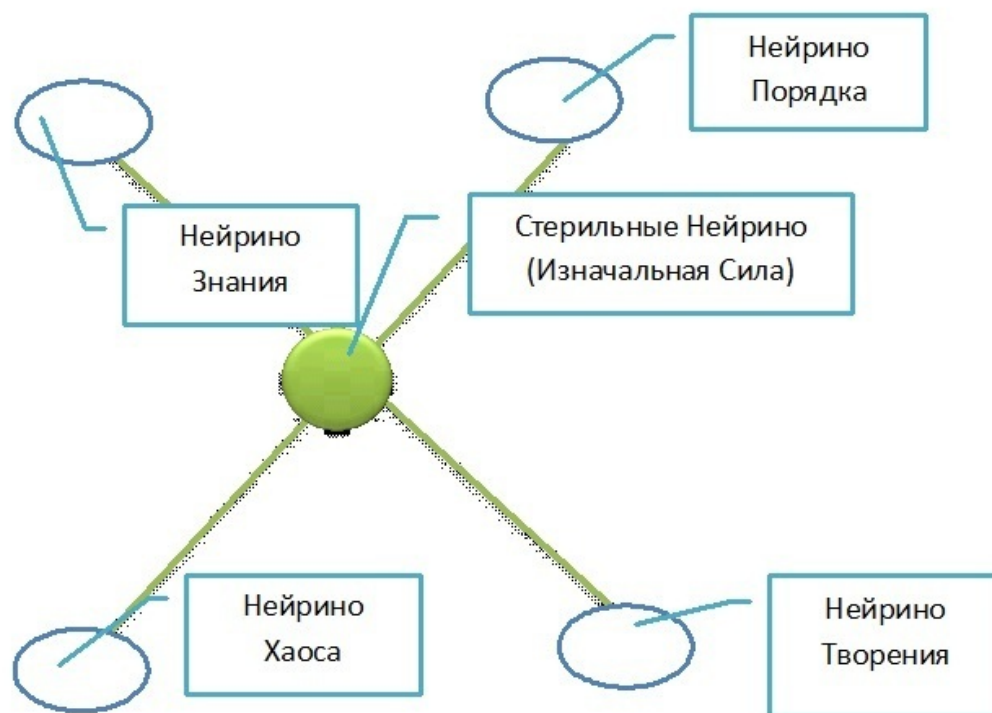 Нейрино
Порядка
Нейрино
Знания
Стерильные Нейрино
(Изначальная Сила)
Нейрино
Хаоса
Нейрино
Творения